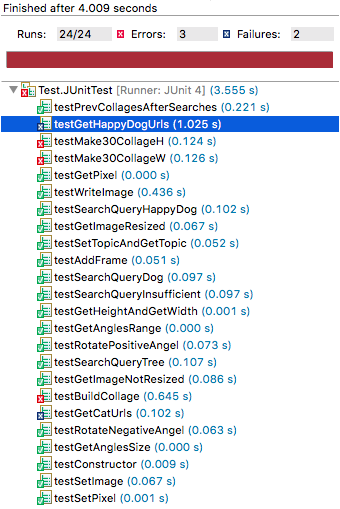 Finished after 4.009 seconds
Runs: 24/24 Errors: 3 Failures: 2
Test.JUnitTest [Runner: JUnit 4] (3.555 s)
testPrevCollagesAfterSearches (0.221 s)
testGetHappyDogUrls (1.025 s)
testMake30CollageH (0.124 s)
testMake30CollageW (0.126 s)
testGetPixel (0.000 s)
testWriteImage (0.436 s)
testSearchQueryHappyDog (0.102 s)
testGetImageResized (0.067 s)
testSetTopicAndGetTopic (0.052 s)
testAddFrame (0.051 s)
testSearchQueryDog (0.097 s)
testSearchQueryInsufficient (0.097 s)
testGetHeightAndGetWidth (0.001 s)
testGetAnglesRange (0.000 s)
testRotatePositiveAngel (0.073 s)
testSearchQueryTree (0.107 s)
testGetImageNotResized (0.086 s)
testBuildCollage (0.645 s)
testGetCatUrls (0.102 s)
testRotateNegativeAngel (0.063 s)
testGetAnglesSize (0.000 s)
testConstructor (0.009 s)
testSetImage (0.067 s)
testSetPixel (0.001 s)